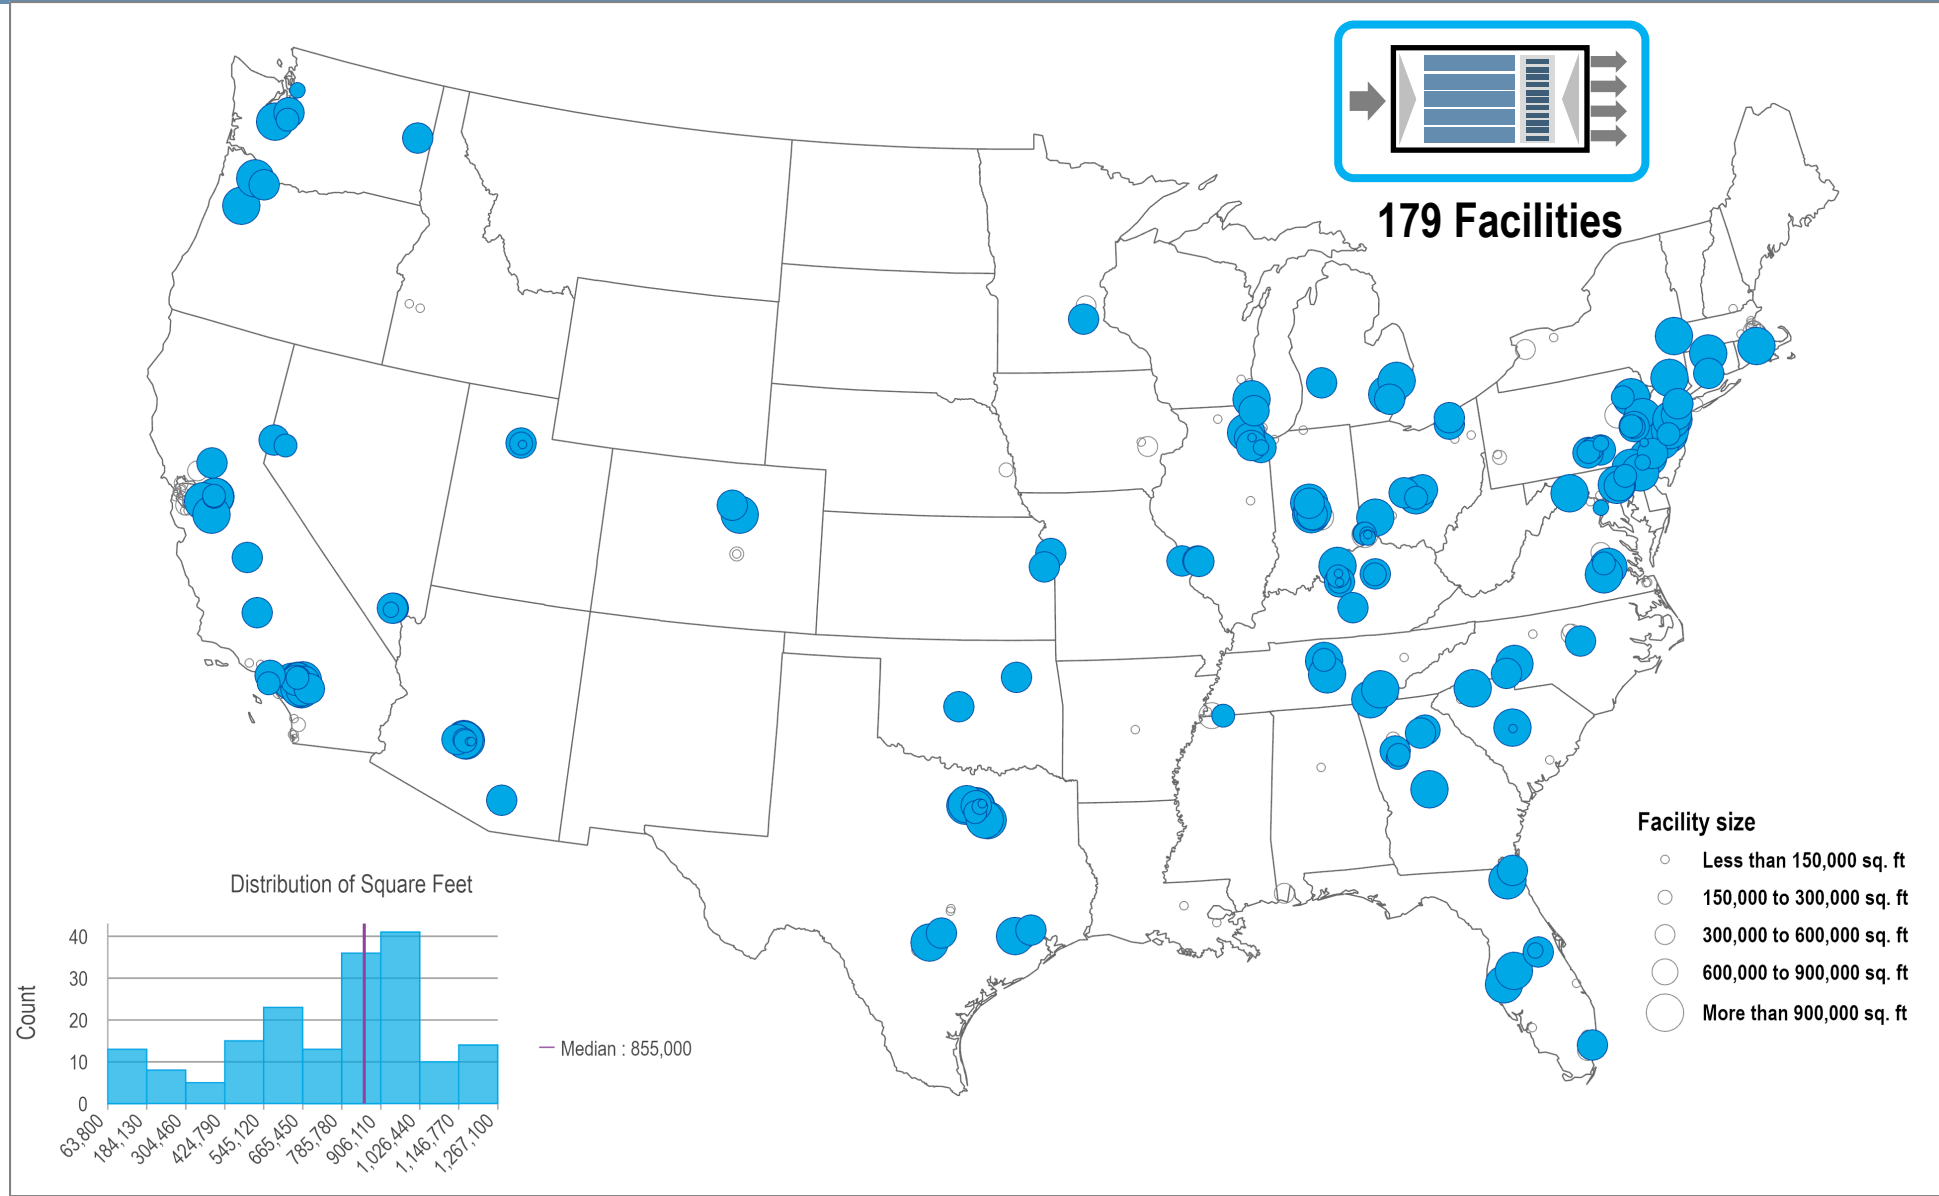 179 Facilities
Facility size
Less than 150,000 sq. ft
150,000 to 300,000 sq. ft
300,000 to 600,000 sq. ft
600,000 to 900,000 sq. ft
More than 900,000 sq. ft
Distribution of Square Feet
Count
40
30
20
10
0
63,800
184,130
304,460
424,790
545,120
665,450
785,780
906,110
1,026,440
1,146,770
1,267,100
Median : 855,000